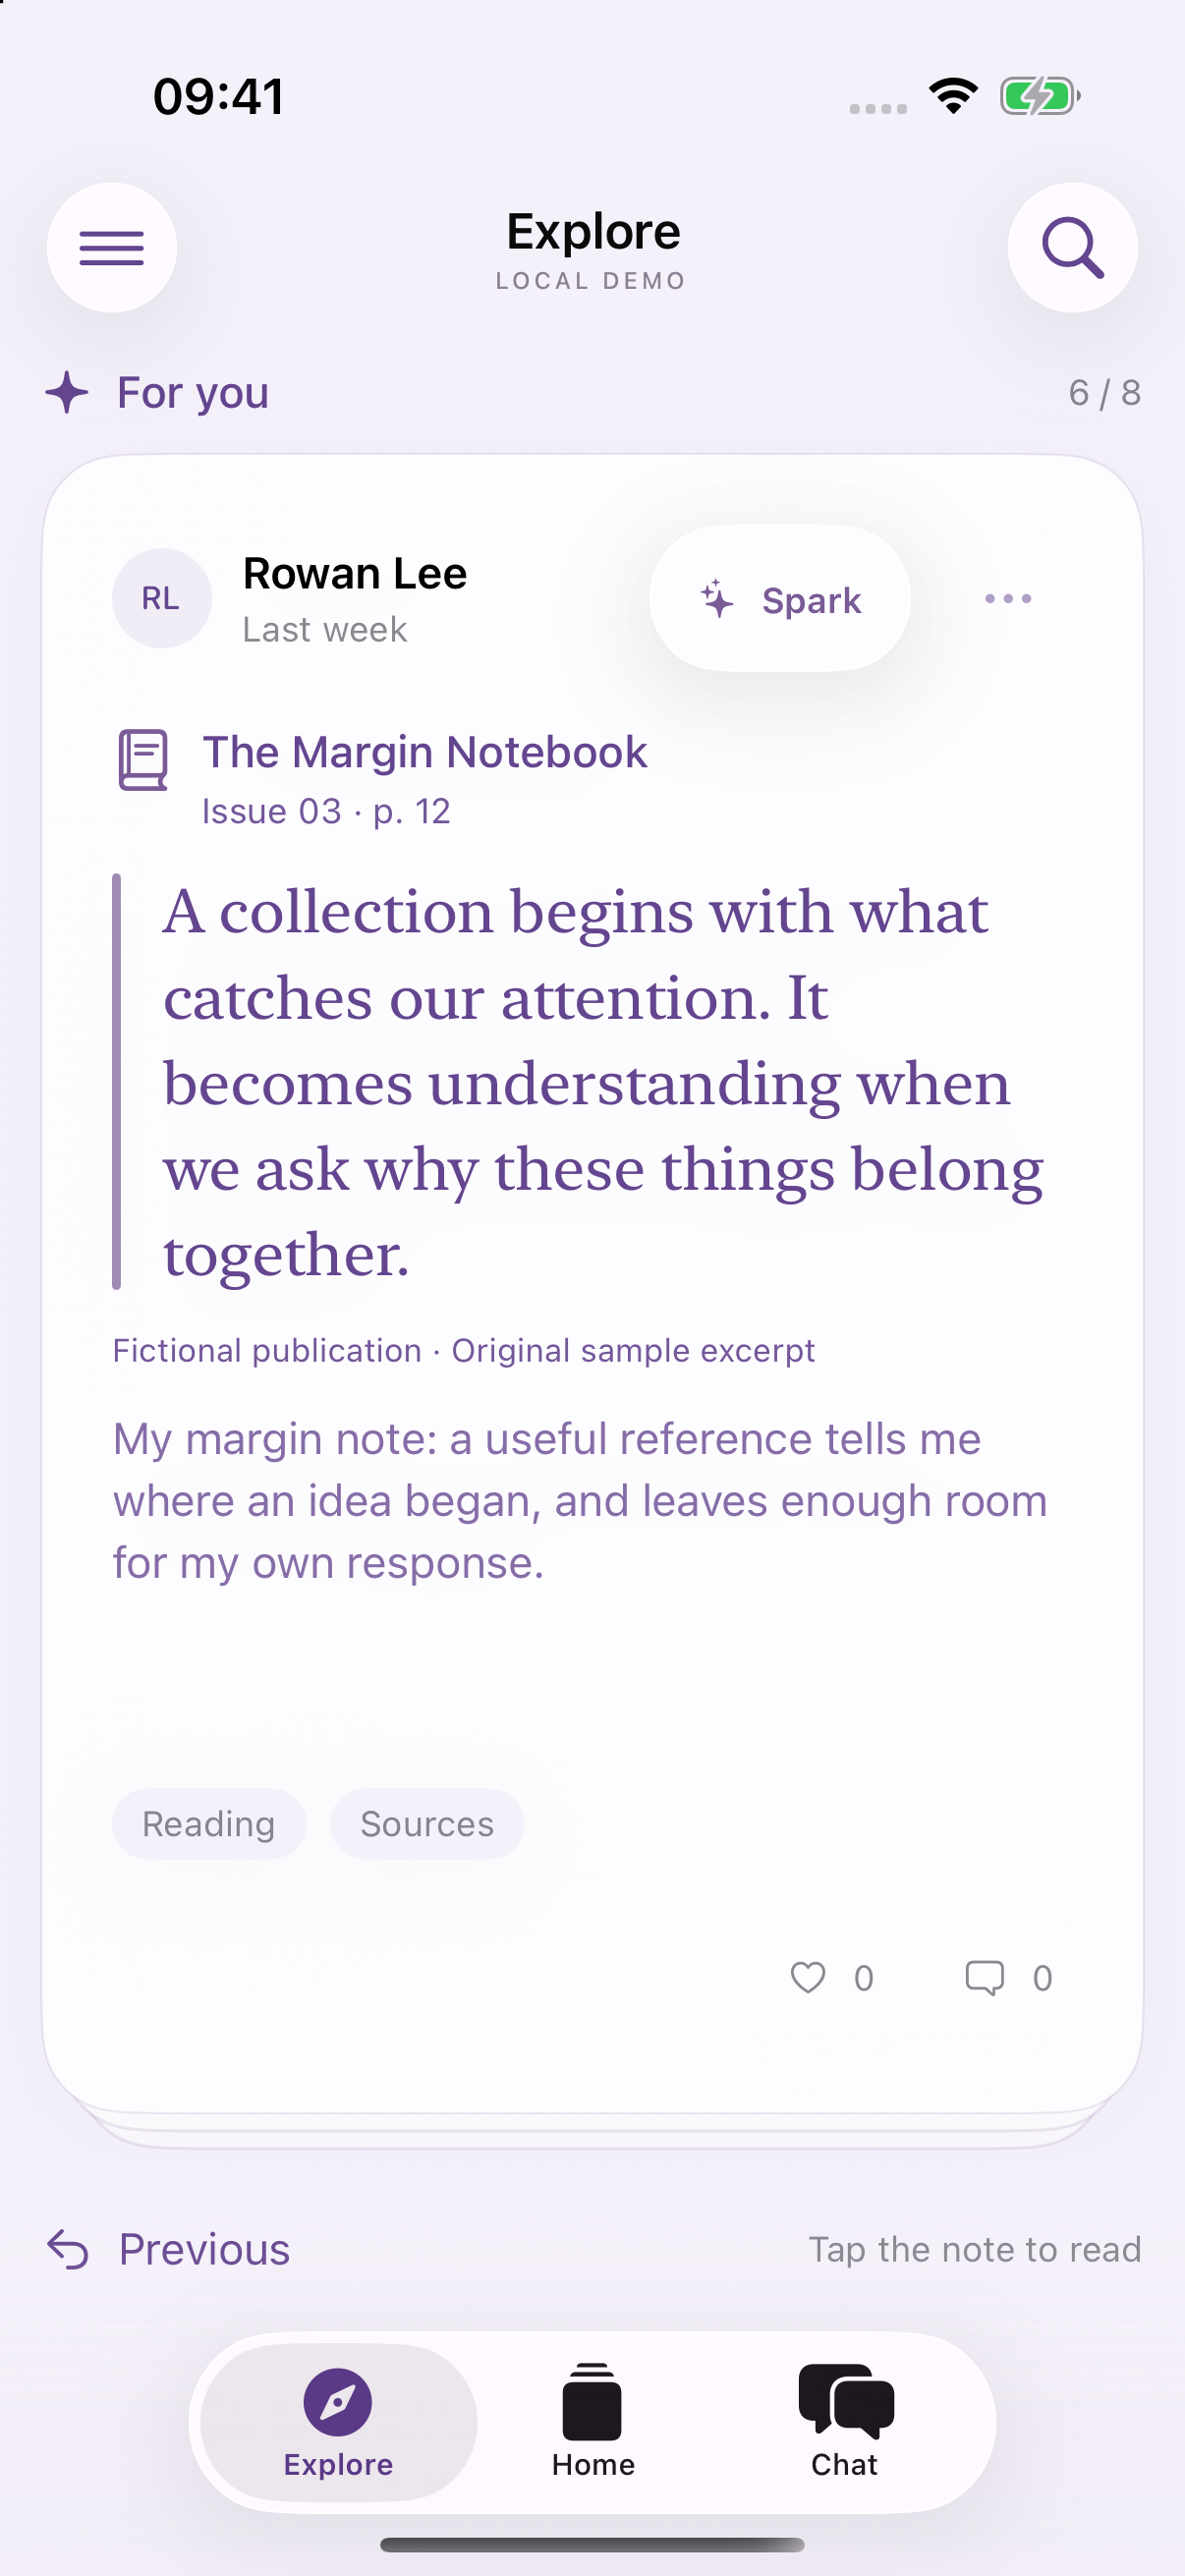 09:41
Explore
LOCAL DEMO
For you
6 / 8
RL
Rowan Lee
Last week
Spark
The Margin Notebook
Issue 03 · p. 12
A collection begins with what
catches our attention. It
becomes understanding when
we ask why these things belong
together.
Fictional publication · Original sample excerpt
My margin note: a useful reference tells me
where an idea began, and leaves enough room
for my own response.
Reading
Sources
0
0
Previous
Tap the note to read
Explore
Home
Chat